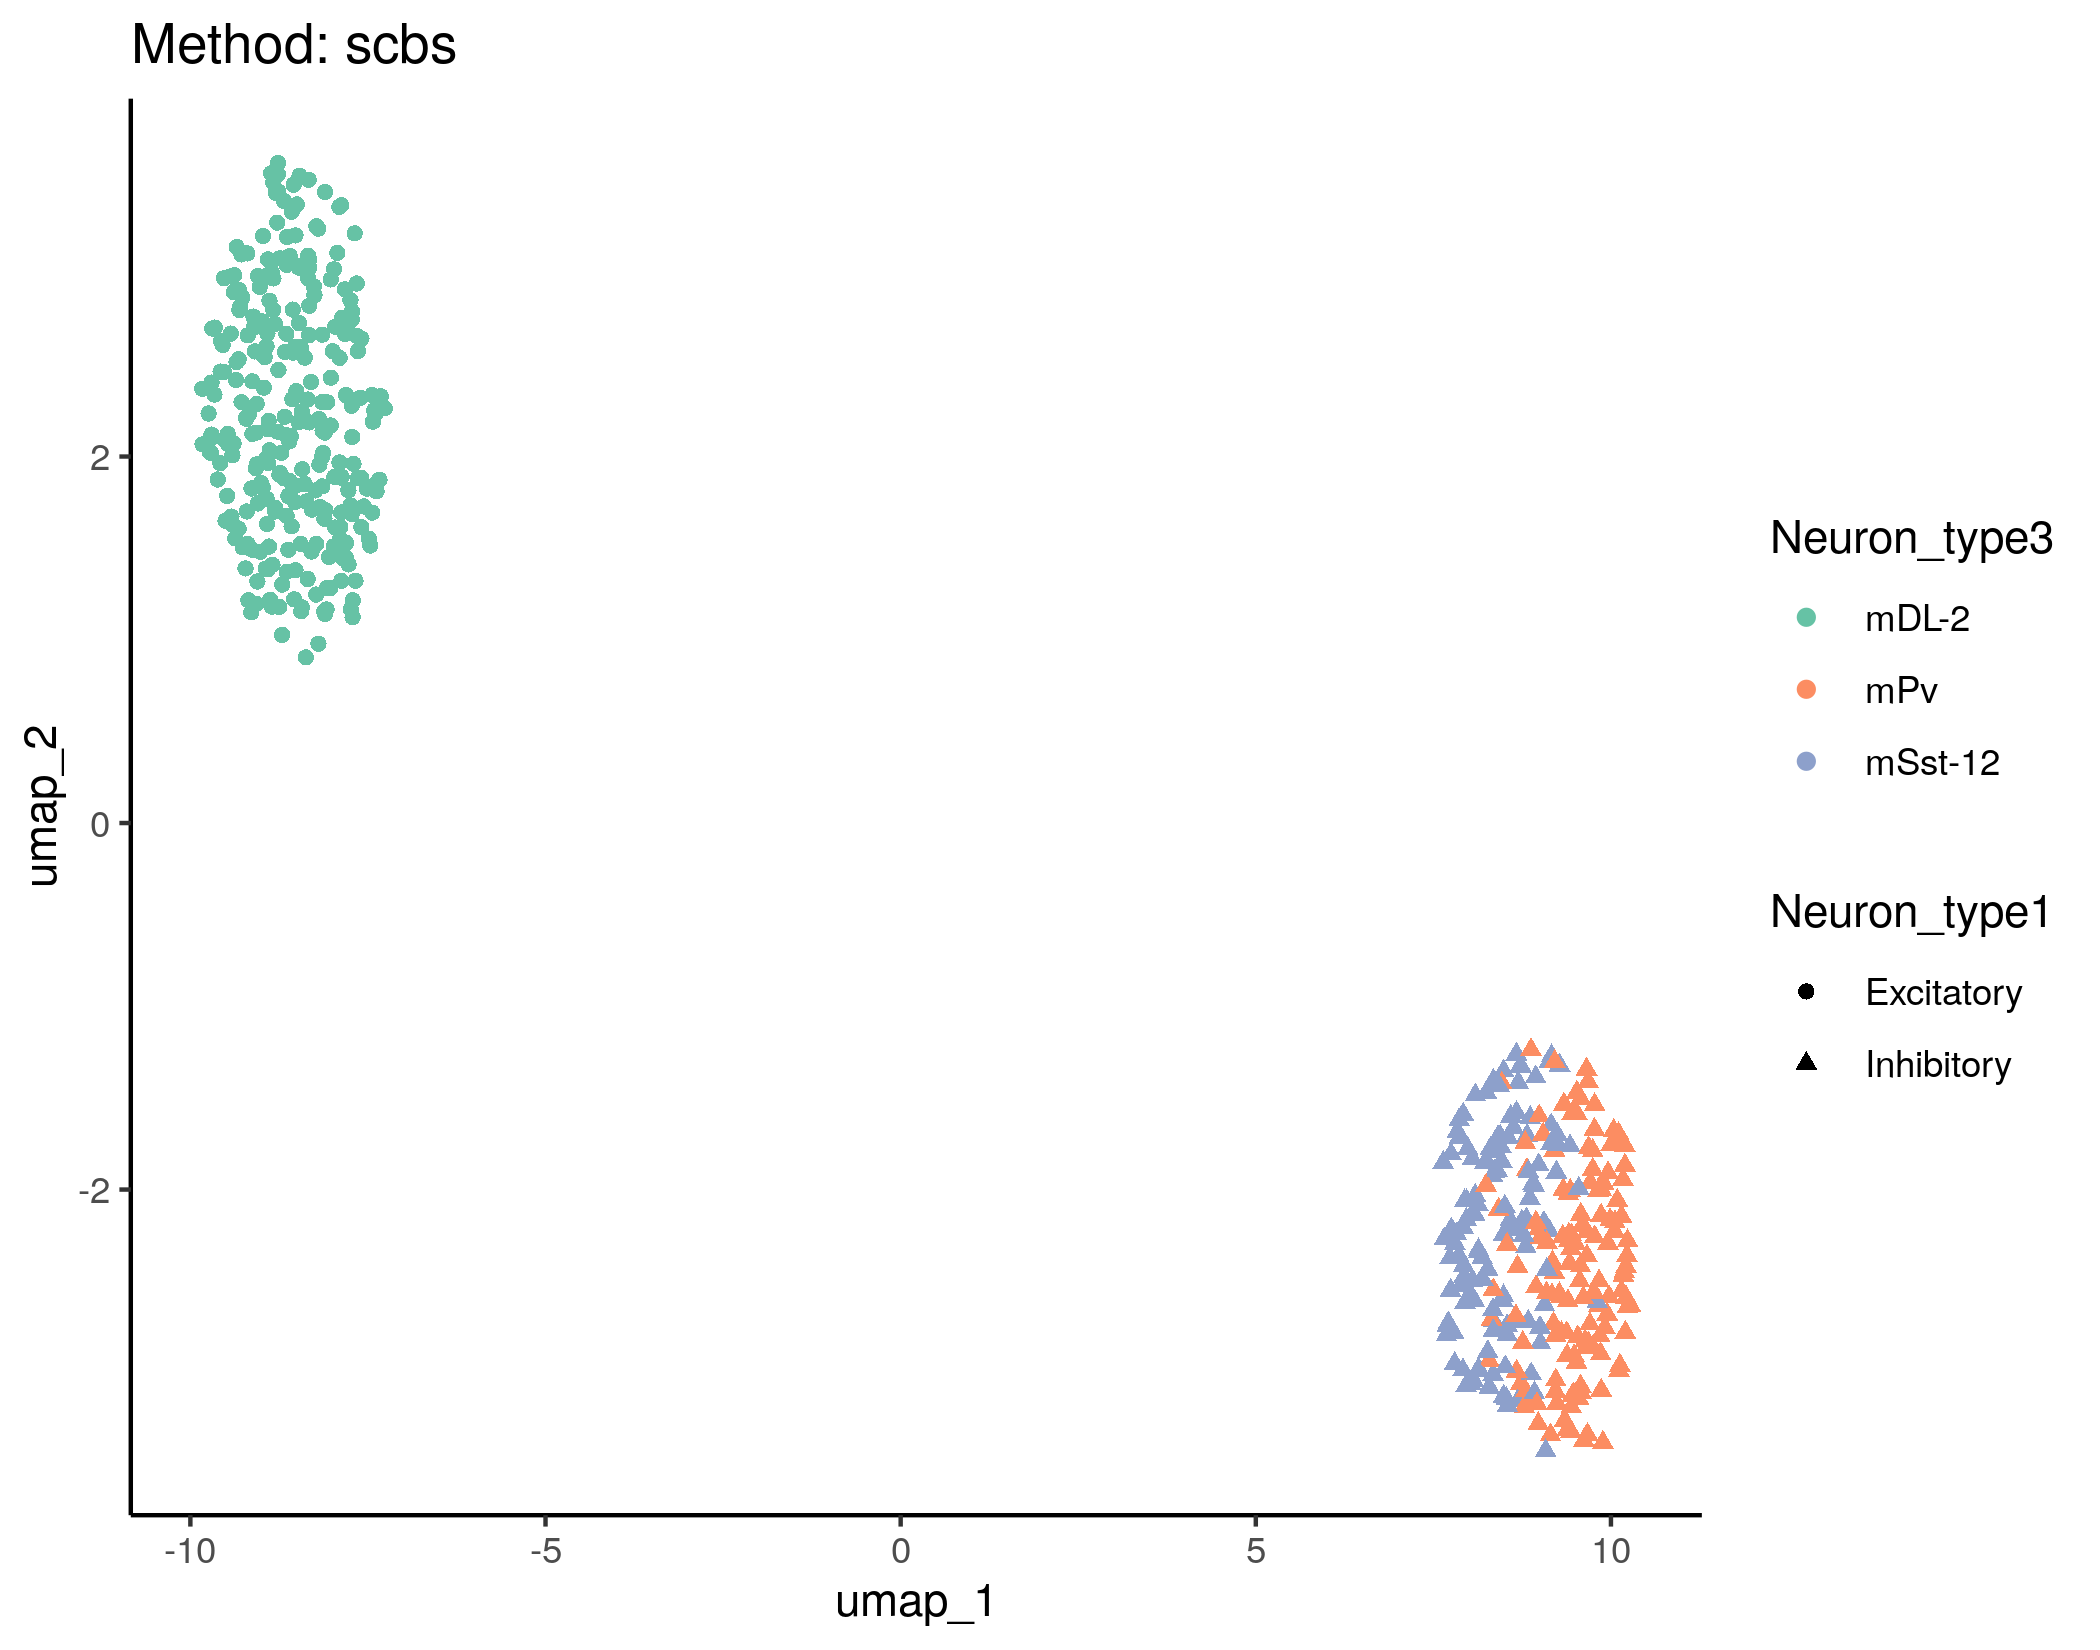 Method: scbs
umap_2
2
0
-2
-10
-5
0
5
10
umap_1
Neuron_type3
mDL-2
mPv
mSst-12
Neuron_type1
Excitatory
Inhibitory